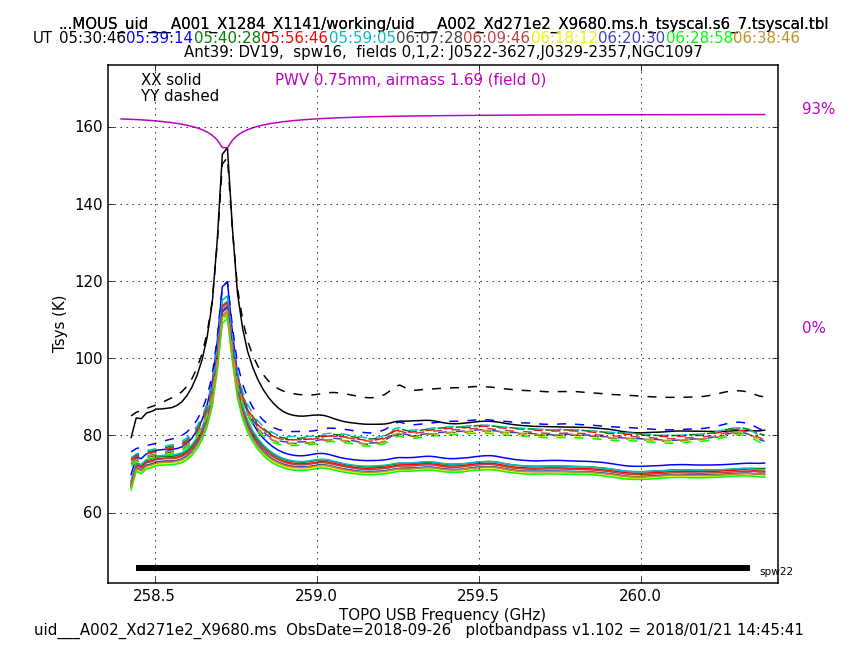 ...MOUS_uid___A001_X1284_X1141/working/uid___A002_Xd271e2_X9680.ms.h_tsyscal.s6_7.tsyscal.tbl
UT 05:30:46 05:39:14 05:40:28 05:56:46 05:59:05 06:07:28 06:09:46 06:18:12 06:20:30 06:28:58 06:38:46
Ant39: DV19, spw16, fields 0,1,2: J0522-3627,J0329-2357,NGC1097
XX solid
YY dashed
PWV 0.75mm, airmass 1.69 (field 0)
93%
0%
160
140
120
100
80
60
Tsys (K)
spw22
258.5 259.0 259.5 260.0
TOPO USB Frequency (GHz)
uid___A002_Xd271e2_X9680.ms ObsDate=2018-09-26 plotbandpass v1.102 = 2018/01/21 14:45:41